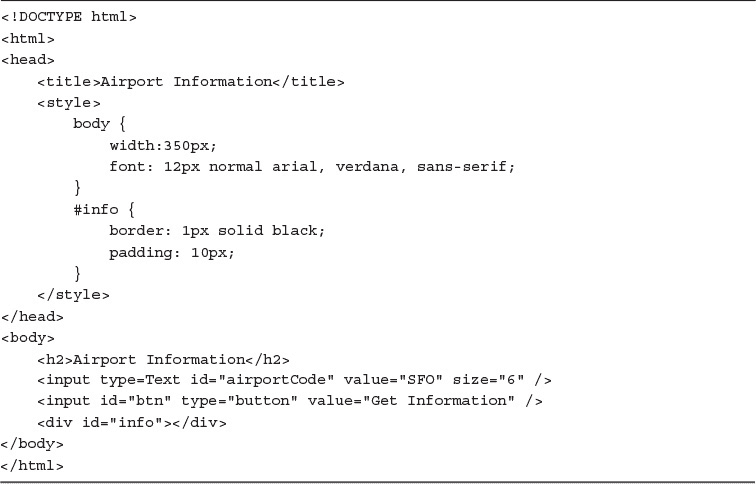 <!DOCTYPE html>
<html>
<head>
    <title>Airport Information</title>
    <style>
        body {
            width:350px;
            font: 12px normal arial, verdana, sans-serif;
        }
        #info {
            border: 1px solid black;
            padding: 10px;
        }
    </style>
</head>
<body>
    <h2>Airport Information</h2>
    <input type=Text id="airportCode" value="SFO" size="6" />
    <input id="btn" type="button" value="Get Information" />
    <div id="info"></div>
</body>
</html>